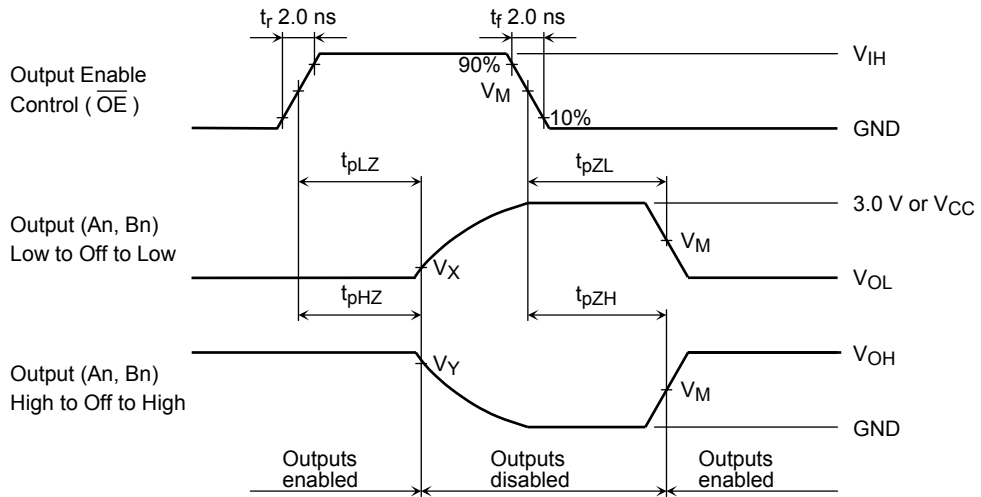 tr 2.0 ns
tf 2.0 ns
Output Enable
Control ( OE )
90%
VM
10%
VIH
GND
tpLZ
tpZL
Output (An, Bn)
Low to Off to Low
VX
VM
3.0 V or VCC
VOL
tpHZ
tpZH
Output (An, Bn)
High to Off to High
VY
VM
VOH
GND
Outputs
enabled
Outputs
disabled
Outputs
enabled